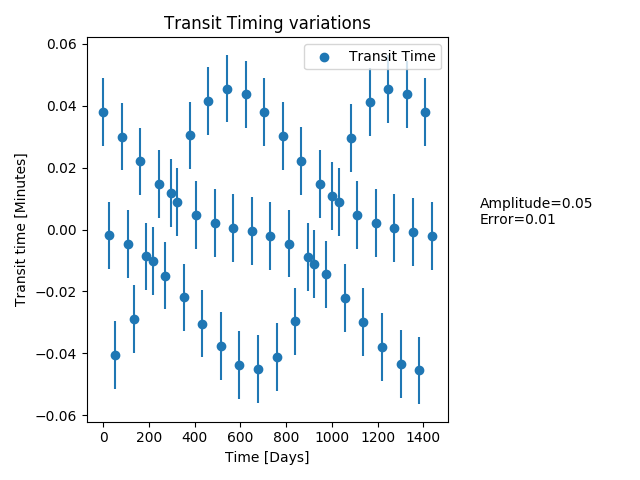 Transit Timing variations
Transit Time
0.06
0.04
0.02
0.00
−0.02
−0.04
−0.06
Transit time [Minutes]
Amplitude=0.05
Error=0.01
0 200 400 600 800 1000 1200 1400
Time [Days]